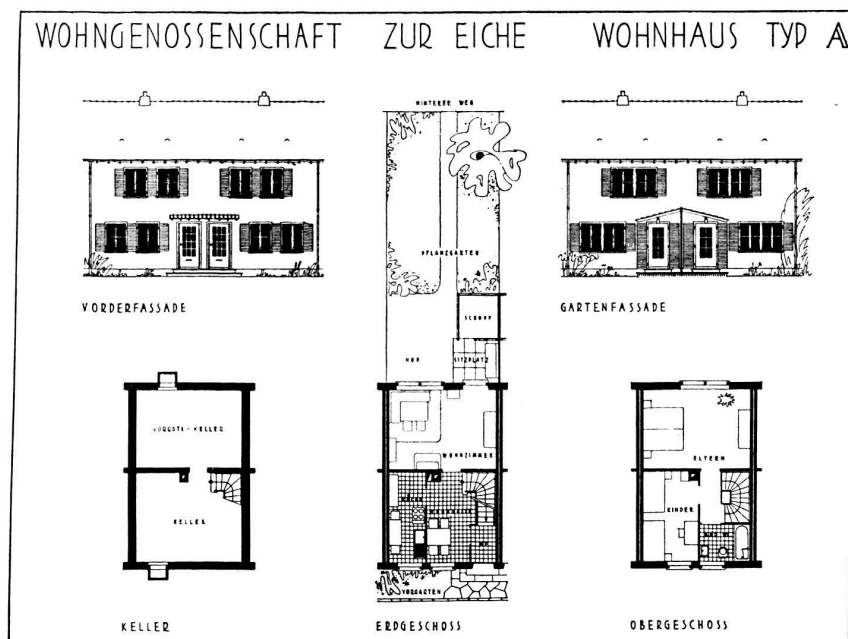 WOHNGENOSSENSCHAFT ZUR EICHE WOHNHAUS TYP A
HINTERER WEG
PFLANZGARTEN
VORDERFASSADE
GARTENFASSADE
SCHOPF
HOF
SITZPLATZ
VORRATS-KELLER
WOHNZIMMER
ELTERN
KELLER
KÜCHE
KINDER
VORGARTEN
KELLER
ERDGESCHOSS
OBERGESCHOSS